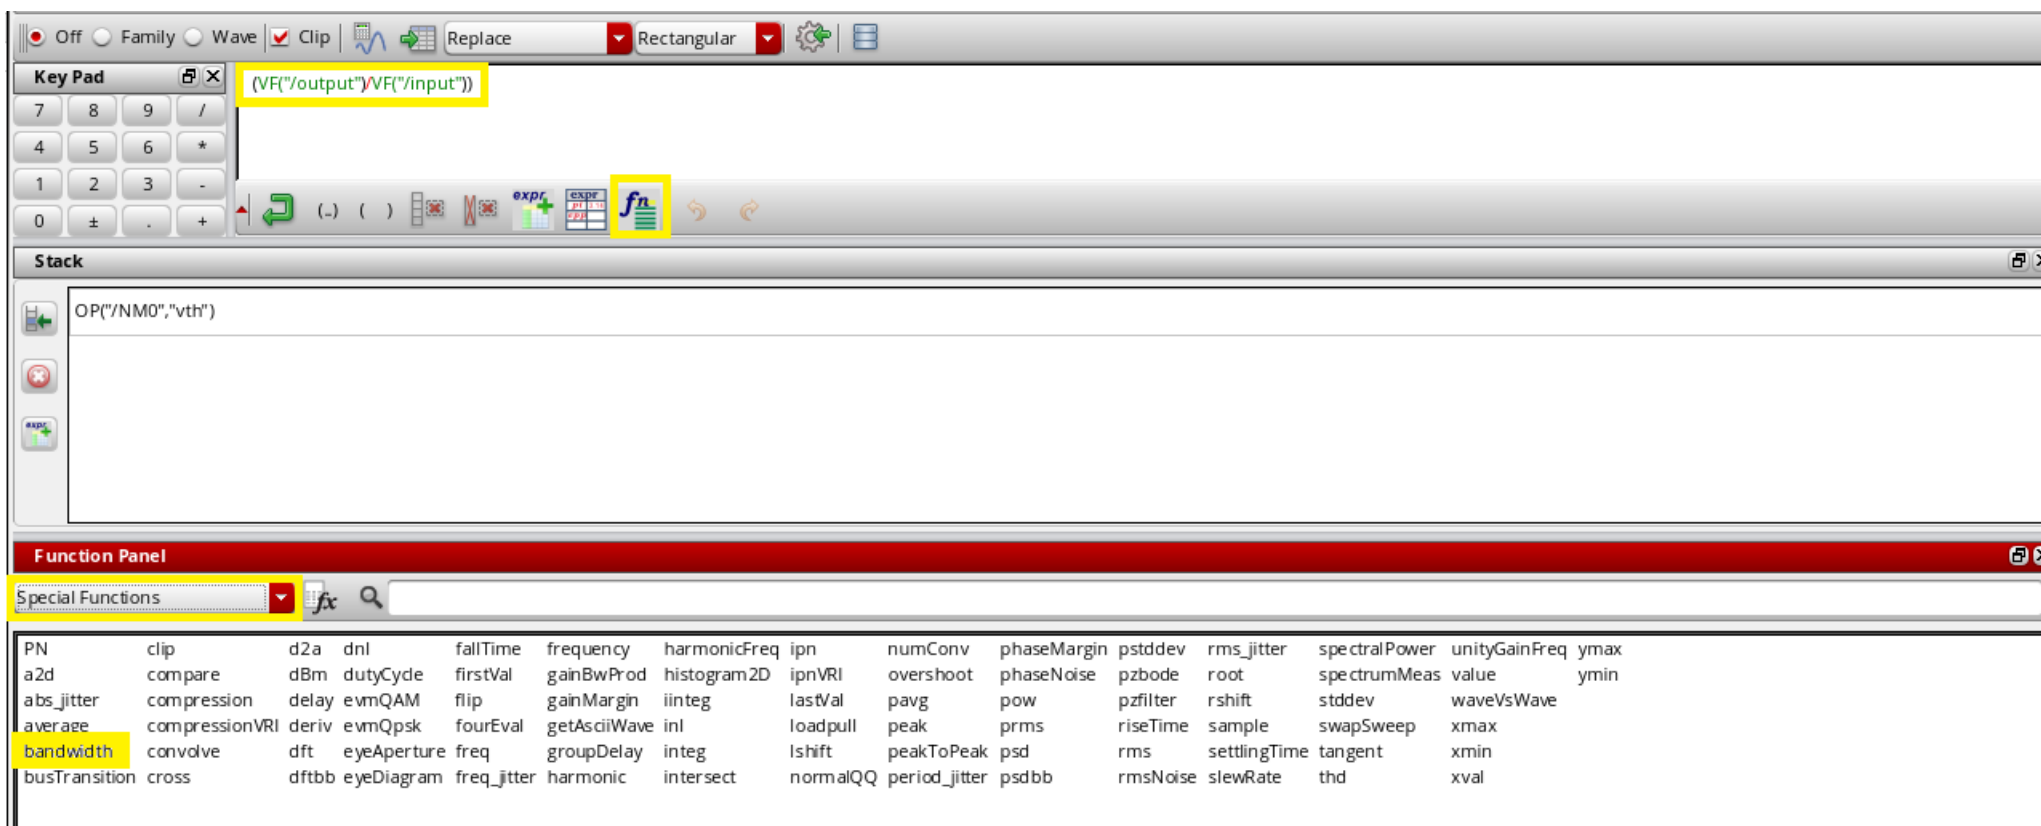 Off Family Wave Clip Replace Rectangular
Key Pad
(VF("/output")/VF("/input"))
7 8 9 /
4 5 6 *
1 2 3 -
0 ± . +
(..) ( ) expr expr fn
Stack
OP("/NM0","vth")
expr
Function Panel
Special Functions fx
PN clip d2a dnl fallTime frequency harmonicFreq ipn numConv phaseMargin pstddev rms_jitter spectralPower unityGainFreq ymax
a2d compare dBm dutyCycle firstVal gainBwProd histogram2D ipnVRI overshoot phaseNoise pzbode root spectrumMeas value ymin
abs_jitter compression delay evmQAM flip gainMargin iinteg lastVal pavg pow pzfilter rshift stddev waveVsWave
average compressionVRI deriv evmQpsk fourEval getAsciiWave inl loadpull peak prms riseTime sample swapSweep xmax
bandwidth convolve dft eyeAperture freq groupDelay integ lshift peakToPeak psd rms settlingTime tangent xmin
busTransition cross dftbb eyeDiagram freq_jitter harmonic intersect normalQQ period_jitter psdbb rmsNoise slewRate thd xval